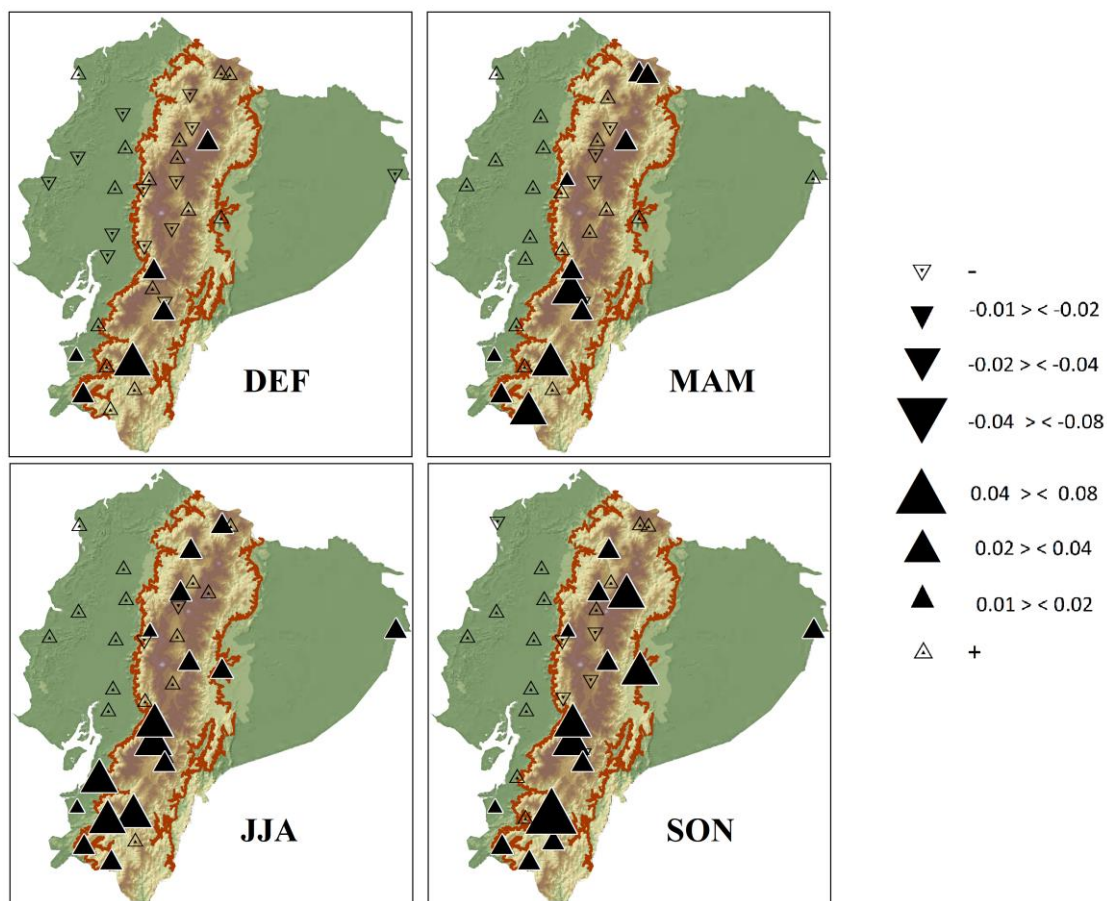 DEF
MAM
JJA
SON
-
-0.01 > < -0.02
-0.02 > < -0.04
-0.04 > < -0.08
0.04 > < 0.08
0.02 > < 0.04
0.01 > < 0.02
+